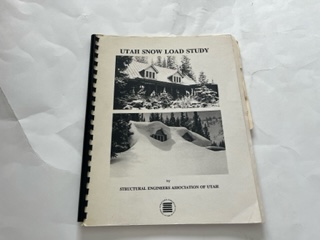 UTAH SNOW LOAD STUDY
by
STRUCTURAL ENGINEERS ASSOCIATION OF UTAH